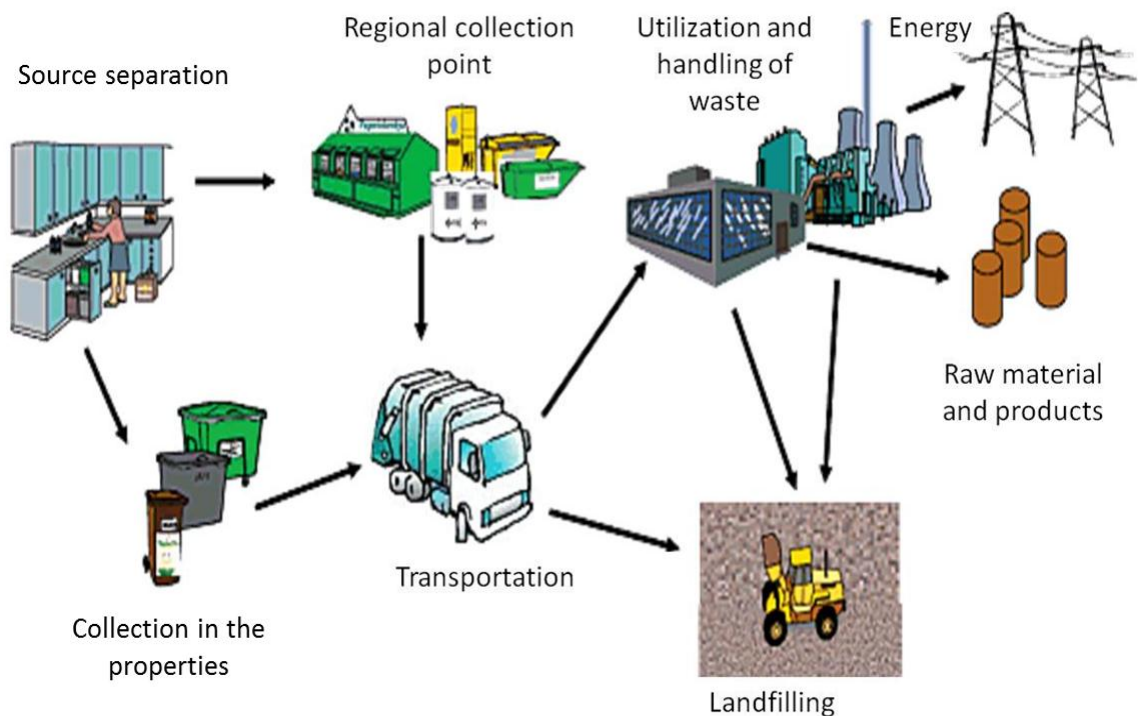 Source separation
Regional collection
point
Utilization and
handling of
waste
Energy
Raw material
and products
Transportation
Collection in the
properties
Landfilling